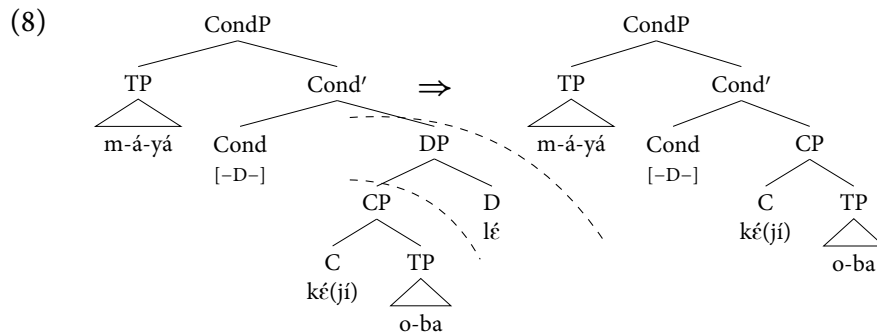 (8)
CondP ⇒ CondP
TP Cond′ TP Cond′
m-á-yá Cond DP m-á-yá Cond CP
[–D–] [–D–]
CP D C TP
lɛ́ kɛ́(jí)
C TP o-ba
kɛ́(jí)
o-ba